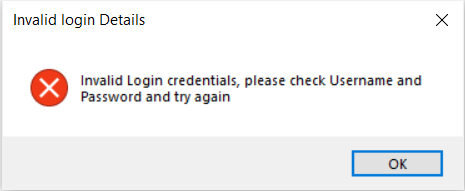 Invalid login Details
Invalid Login credentials, please check Username and
Password and try again
OK